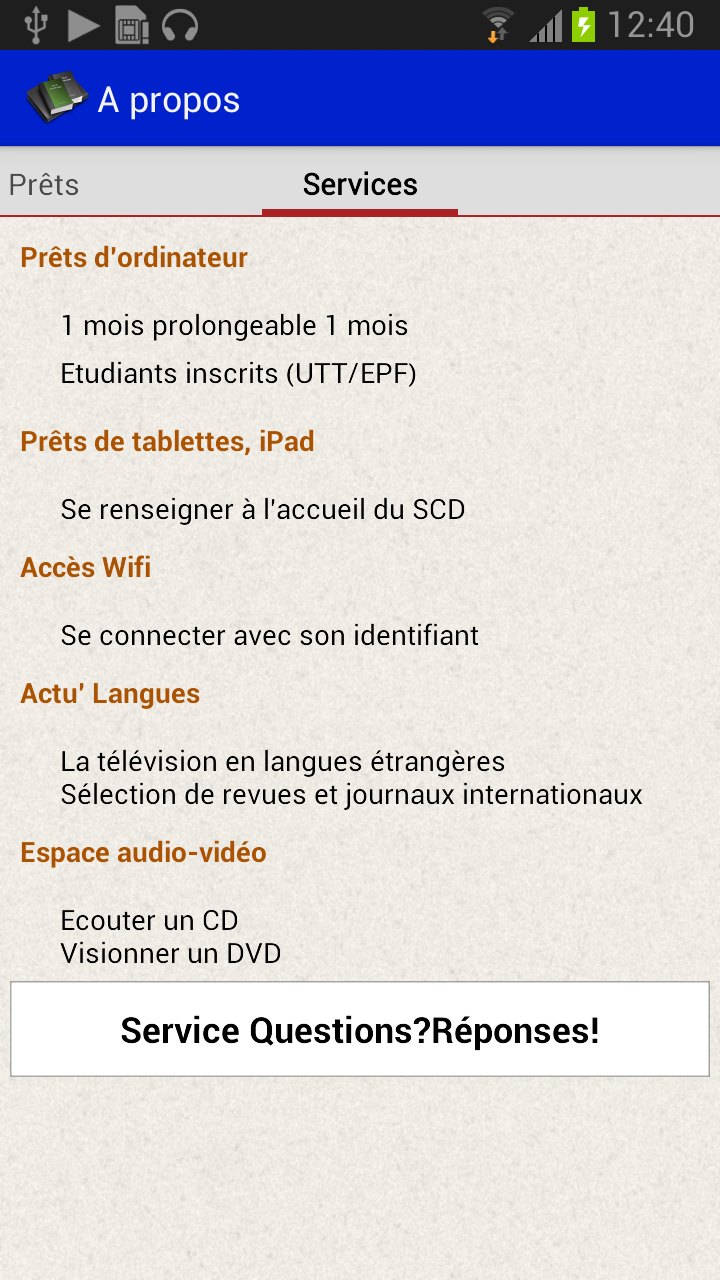 12:40
A propos
Prêts
Services
Prêts d'ordinateur
1 mois prolongeable 1 mois
Etudiants inscrits (UTT/EPF)
Prêts de tablettes, iPad
Se renseigner à l'accueil du SCD
Accès Wifi
Se connecter avec son identifiant
Actu' Langues
La télévision en langues étrangères
Sélection de revues et journaux internationaux
Espace audio-vidéo
Ecouter un CD
Visionner un DVD
Service Questions?Réponses!